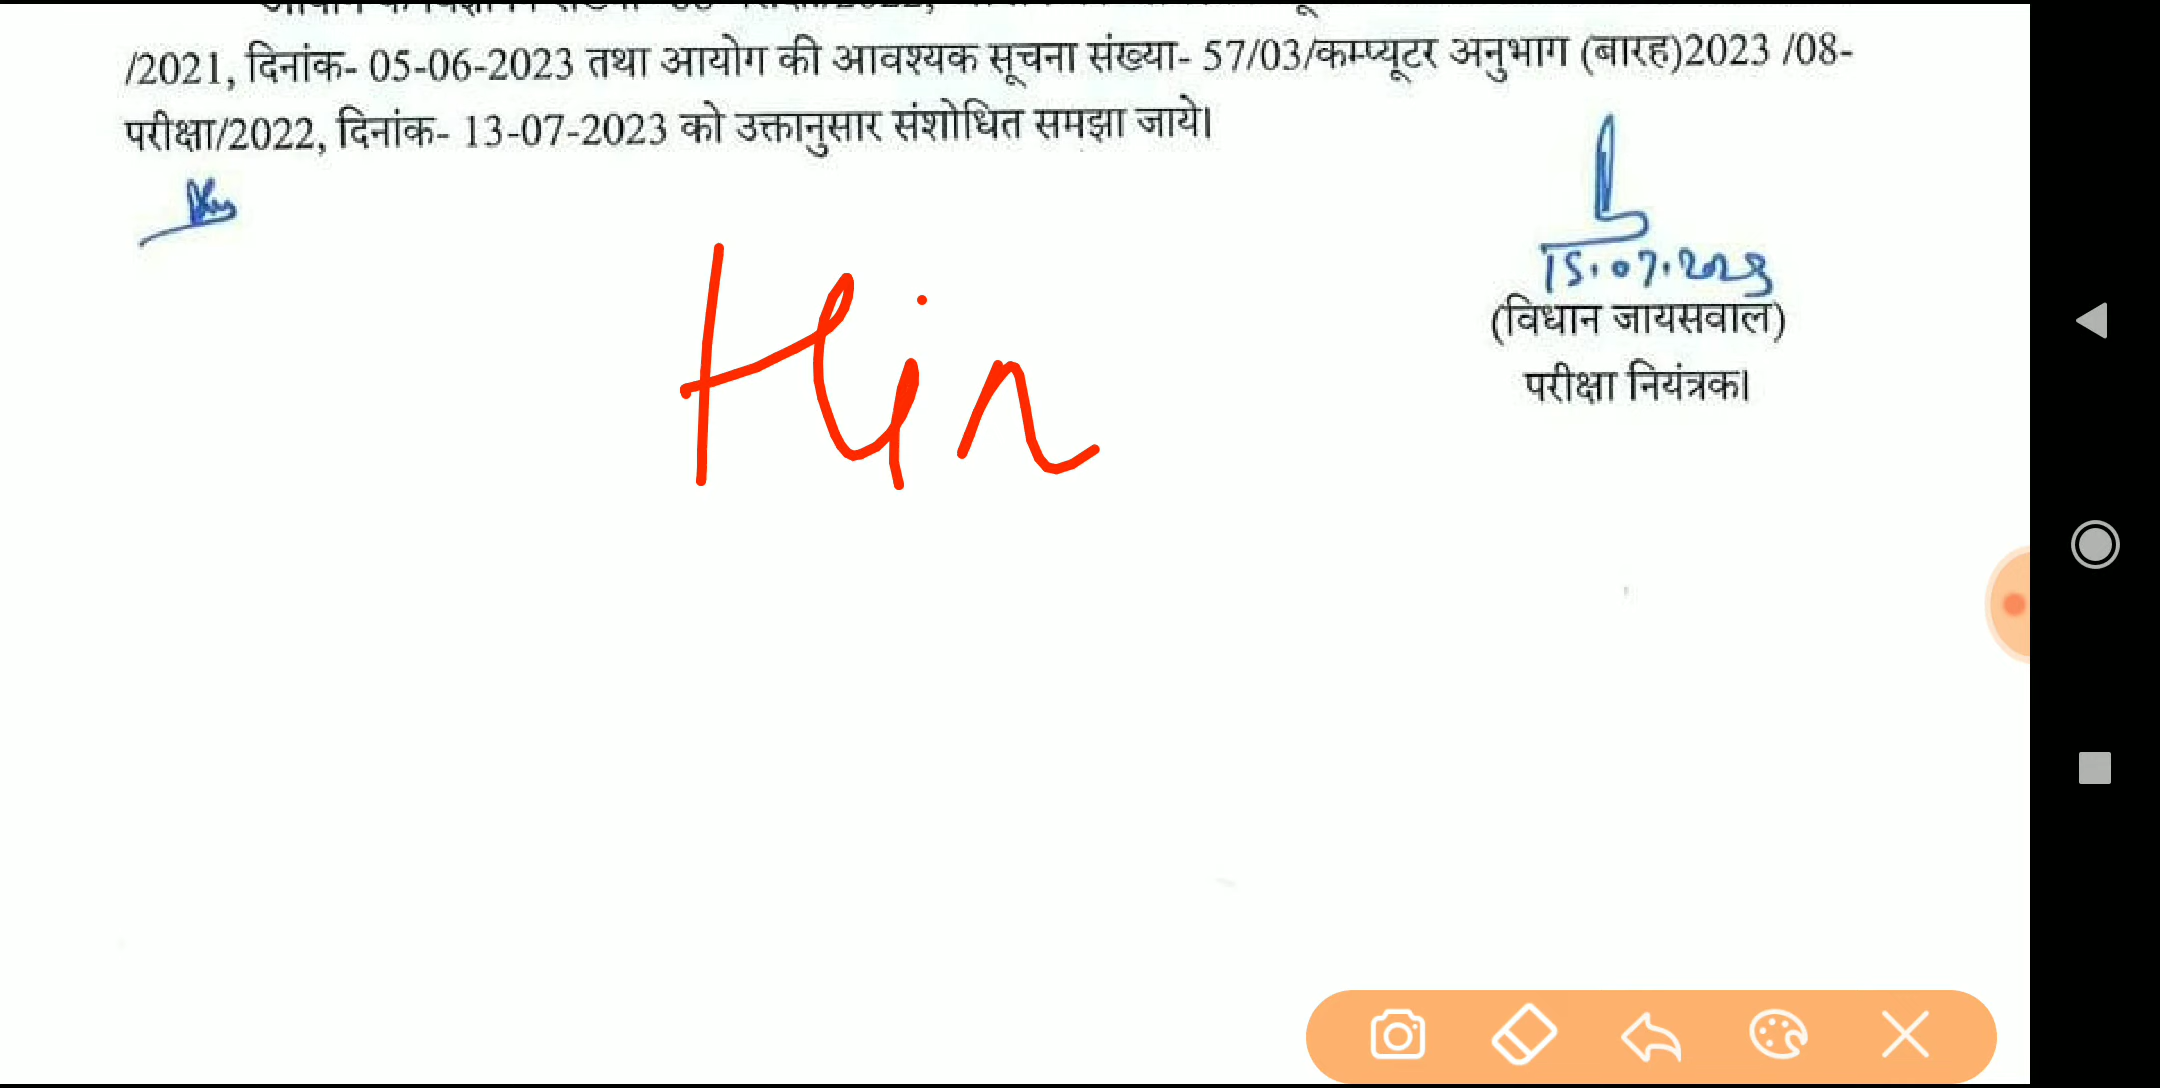 /2021, दिनांक- 05-06-2023 तथा आयोग की आवश्यक सूचना संख्या- 57/03/कम्प्यूटर अनुभाग (बारह)2023 /08-
परीक्षा/2022, दिनांक- 13-07-2023 को उक्तानुसार संशोधित समझा जाये।
15.07.2023
(विधान जायसवाल)
परीक्षा नियंत्रक।
Hin